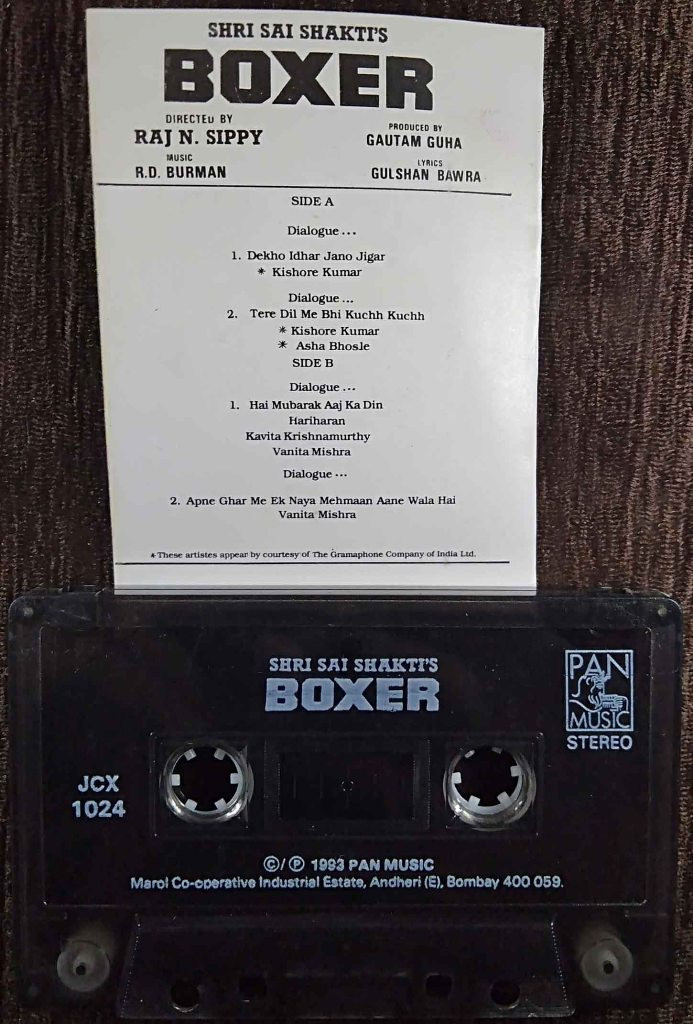 SHRI SAI SHAKTI'S
BOXER
DIRECTED BY
RAJ N. SIPPY
PRODUCED BY
GAUTAM GUHA
MUSIC
R.D. BURMAN
LYRICS
GULSHAN BAWRA
SIDE A
Dialogue ...
1. Dekho Idhar Jano Jigar
* Kishore Kumar
Dialogue ...
2. Tere Dil Me Bhi Kuchh Kuchh
* Kishore Kumar
* Asha Bhosle
SIDE B
Dialogue ...
1. Hai Mubarak Aaj Ka Din
Hariharan
Kavita Krishnamurthy
Vanita Mishra
Dialogue ...
2. Apne Ghar Me Ek Naya Mehmaan Aane Wala Hai
Vanita Mishra
* These artistes appear by courtesy of The Gramaphone Company of India Ltd.
SHRI SAI SHAKTI'S
BOXER
PAN
MUSIC
STEREO
JCX
1024
©/℗ 1993 PAN MUSIC
Marol Co-operative Industrial Estate, Andheri (E), Bombay 400 059.